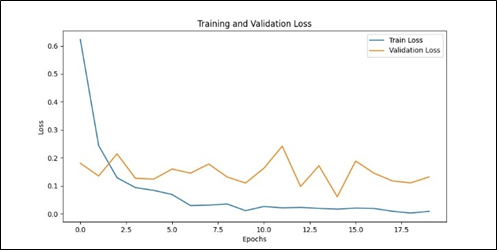 Training and Validation Loss
Train Loss
Validation Loss
Loss
0.6
0.5
0.4
0.3
0.2
0.1
0.0
0.0 2.5 5.0 7.5 10.0 12.5 15.0 17.5
Epochs